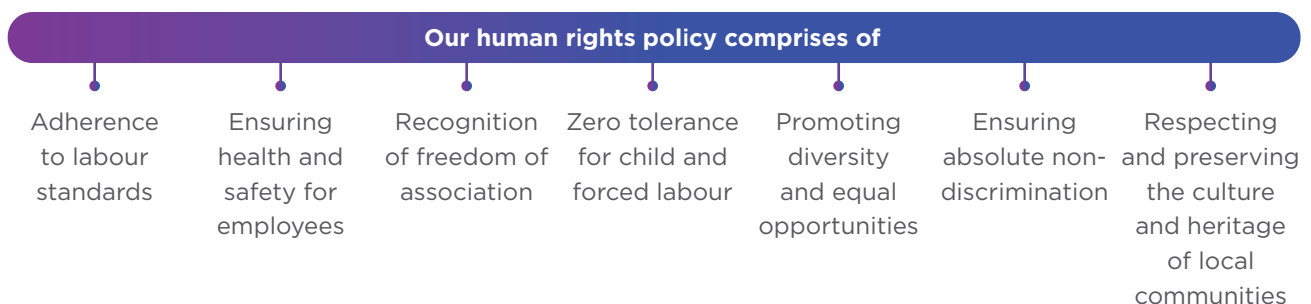 Our human rights policy comprises of
Adherence
to labour
standards
Ensuring
health and
safety for
employees
Recognition
of freedom of
association
Zero tolerance
for child and
forced labour
Promoting
diversity
and equal
opportunities
Ensuring
absolute non-
discrimination
Respecting
and preserving
the culture
and heritage
of local
communities